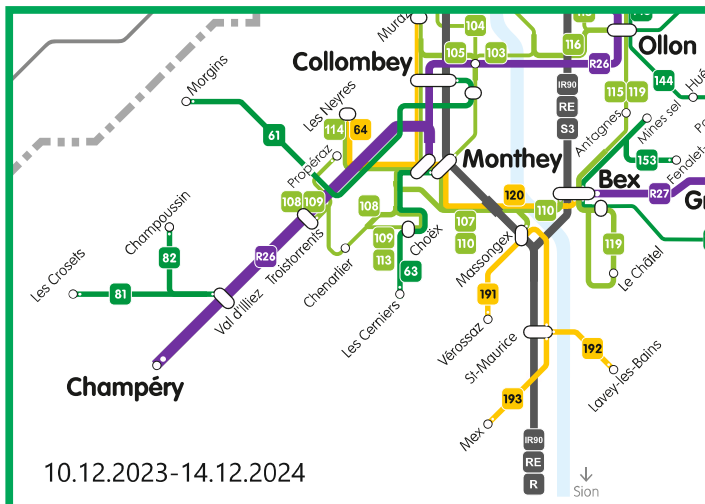 Muraz
104
116
Ollon
105
103
R26
144
Collombey
IR90
RE
S3
115
119
Morgins
Les Neyres
114
64
61
Propéraz
Antagnes
Mines sel
153
Fenalet-
Monthey
Bex
R27
108
109
108
120
110
107
110
Champoussin
Troistorrents
Chenarlier
109
113
Choëx
Massongex
119
Le Châtel
82
R26
63
Les Crosets
81
Val d'Illiez
Les Cerniers
191
Vérossaz
St-Maurice
192
Lavey-les-Bains
Champéry
193
Mex
IR90
RE
R
10.12.2023-14.12.2024
↓
Sion